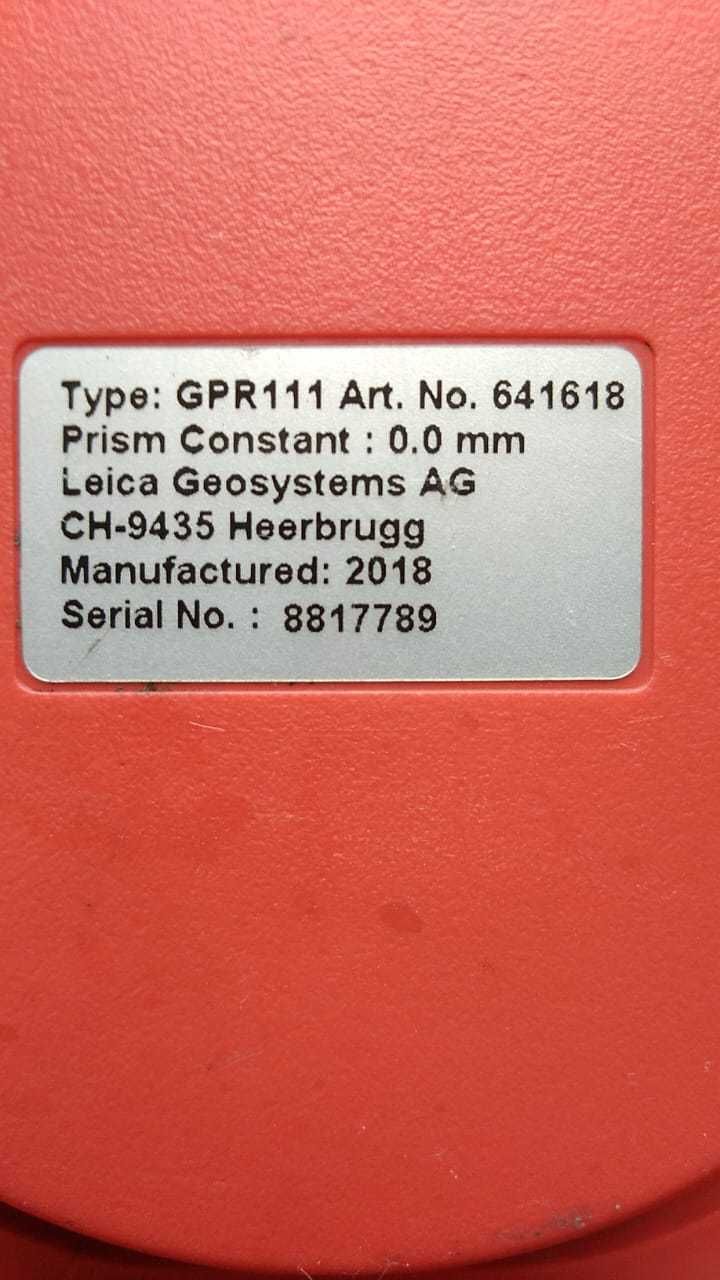 Type: GPR111 Art. No. 641618
Prism Constant : 0.0 mm
Leica Geosystems AG
CH-9435 Heerbrugg
Manufactured: 2018
Serial No. : 8817789